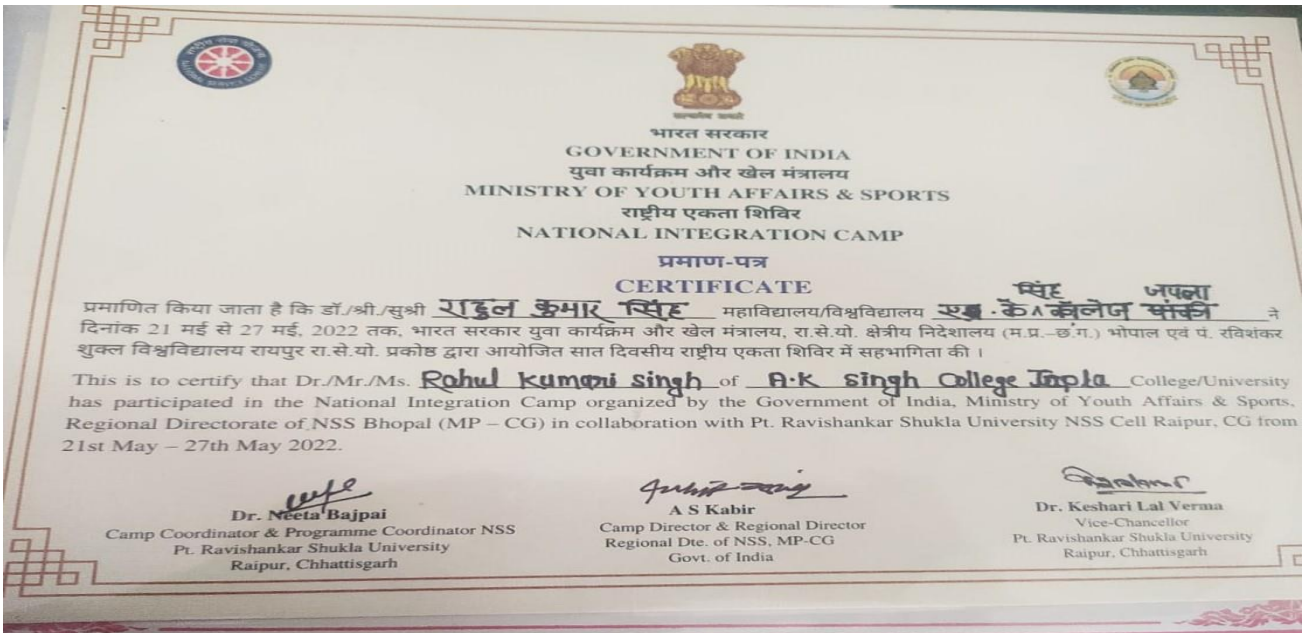 सत्यमेव जयते
भारत सरकार
GOVERNMENT OF INDIA
युवा कार्यक्रम और खेल मंत्रालय
MINISTRY OF YOUTH AFFAIRS & SPORTS
राष्ट्रीय एकता शिविर
NATIONAL INTEGRATION CAMP
प्रमाण-पत्र
CERTIFICATE
सिंह जपला
प्रमाणित किया जाता है कि डॉ./श्री./सुश्री राहुल कुमार सिंह महाविद्यालय/विश्वविद्यालय के कॉलेज ने
दिनांक 21 मई से 27 मई, 2022 तक, भारत सरकार युवा कार्यक्रम और खेल मंत्रालय, रा.से.यो. क्षेत्रीय निदेशालय (म.प्र.–छ.ग.) भोपाल एवं पं. रविशंकर
शुक्ल विश्वविद्यालय रायपुर रा.से.यो. प्रकोष्ठ द्वारा आयोजित सात दिवसीय राष्ट्रीय एकता शिविर में सहभागिता की ।
This is to certify that Dr./Mr./Ms. Rahul Kumar Singh of A.K Singh College Japla College/University
has participated in the National Integration Camp organized by the Government of India, Ministry of Youth Affairs & Sports,
Regional Directorate of NSS Bhopal (MP – CG) in collaboration with Pt. Ravishankar Shukla University NSS Cell Raipur, CG from
21st May – 27th May 2022.
Dr. Neeta Bajpai
Camp Coordinator & Programme Coordinator NSS
Pt. Ravishankar Shukla University
Raipur, Chhattisgarh
A S Kabir
Camp Director & Regional Director
Regional Dte. of NSS, MP-CG
Govt. of India
Dr. Keshari Lal Verma
Vice-Chancellor
Pt. Ravishankar Shukla University
Raipur, Chhattisgarh